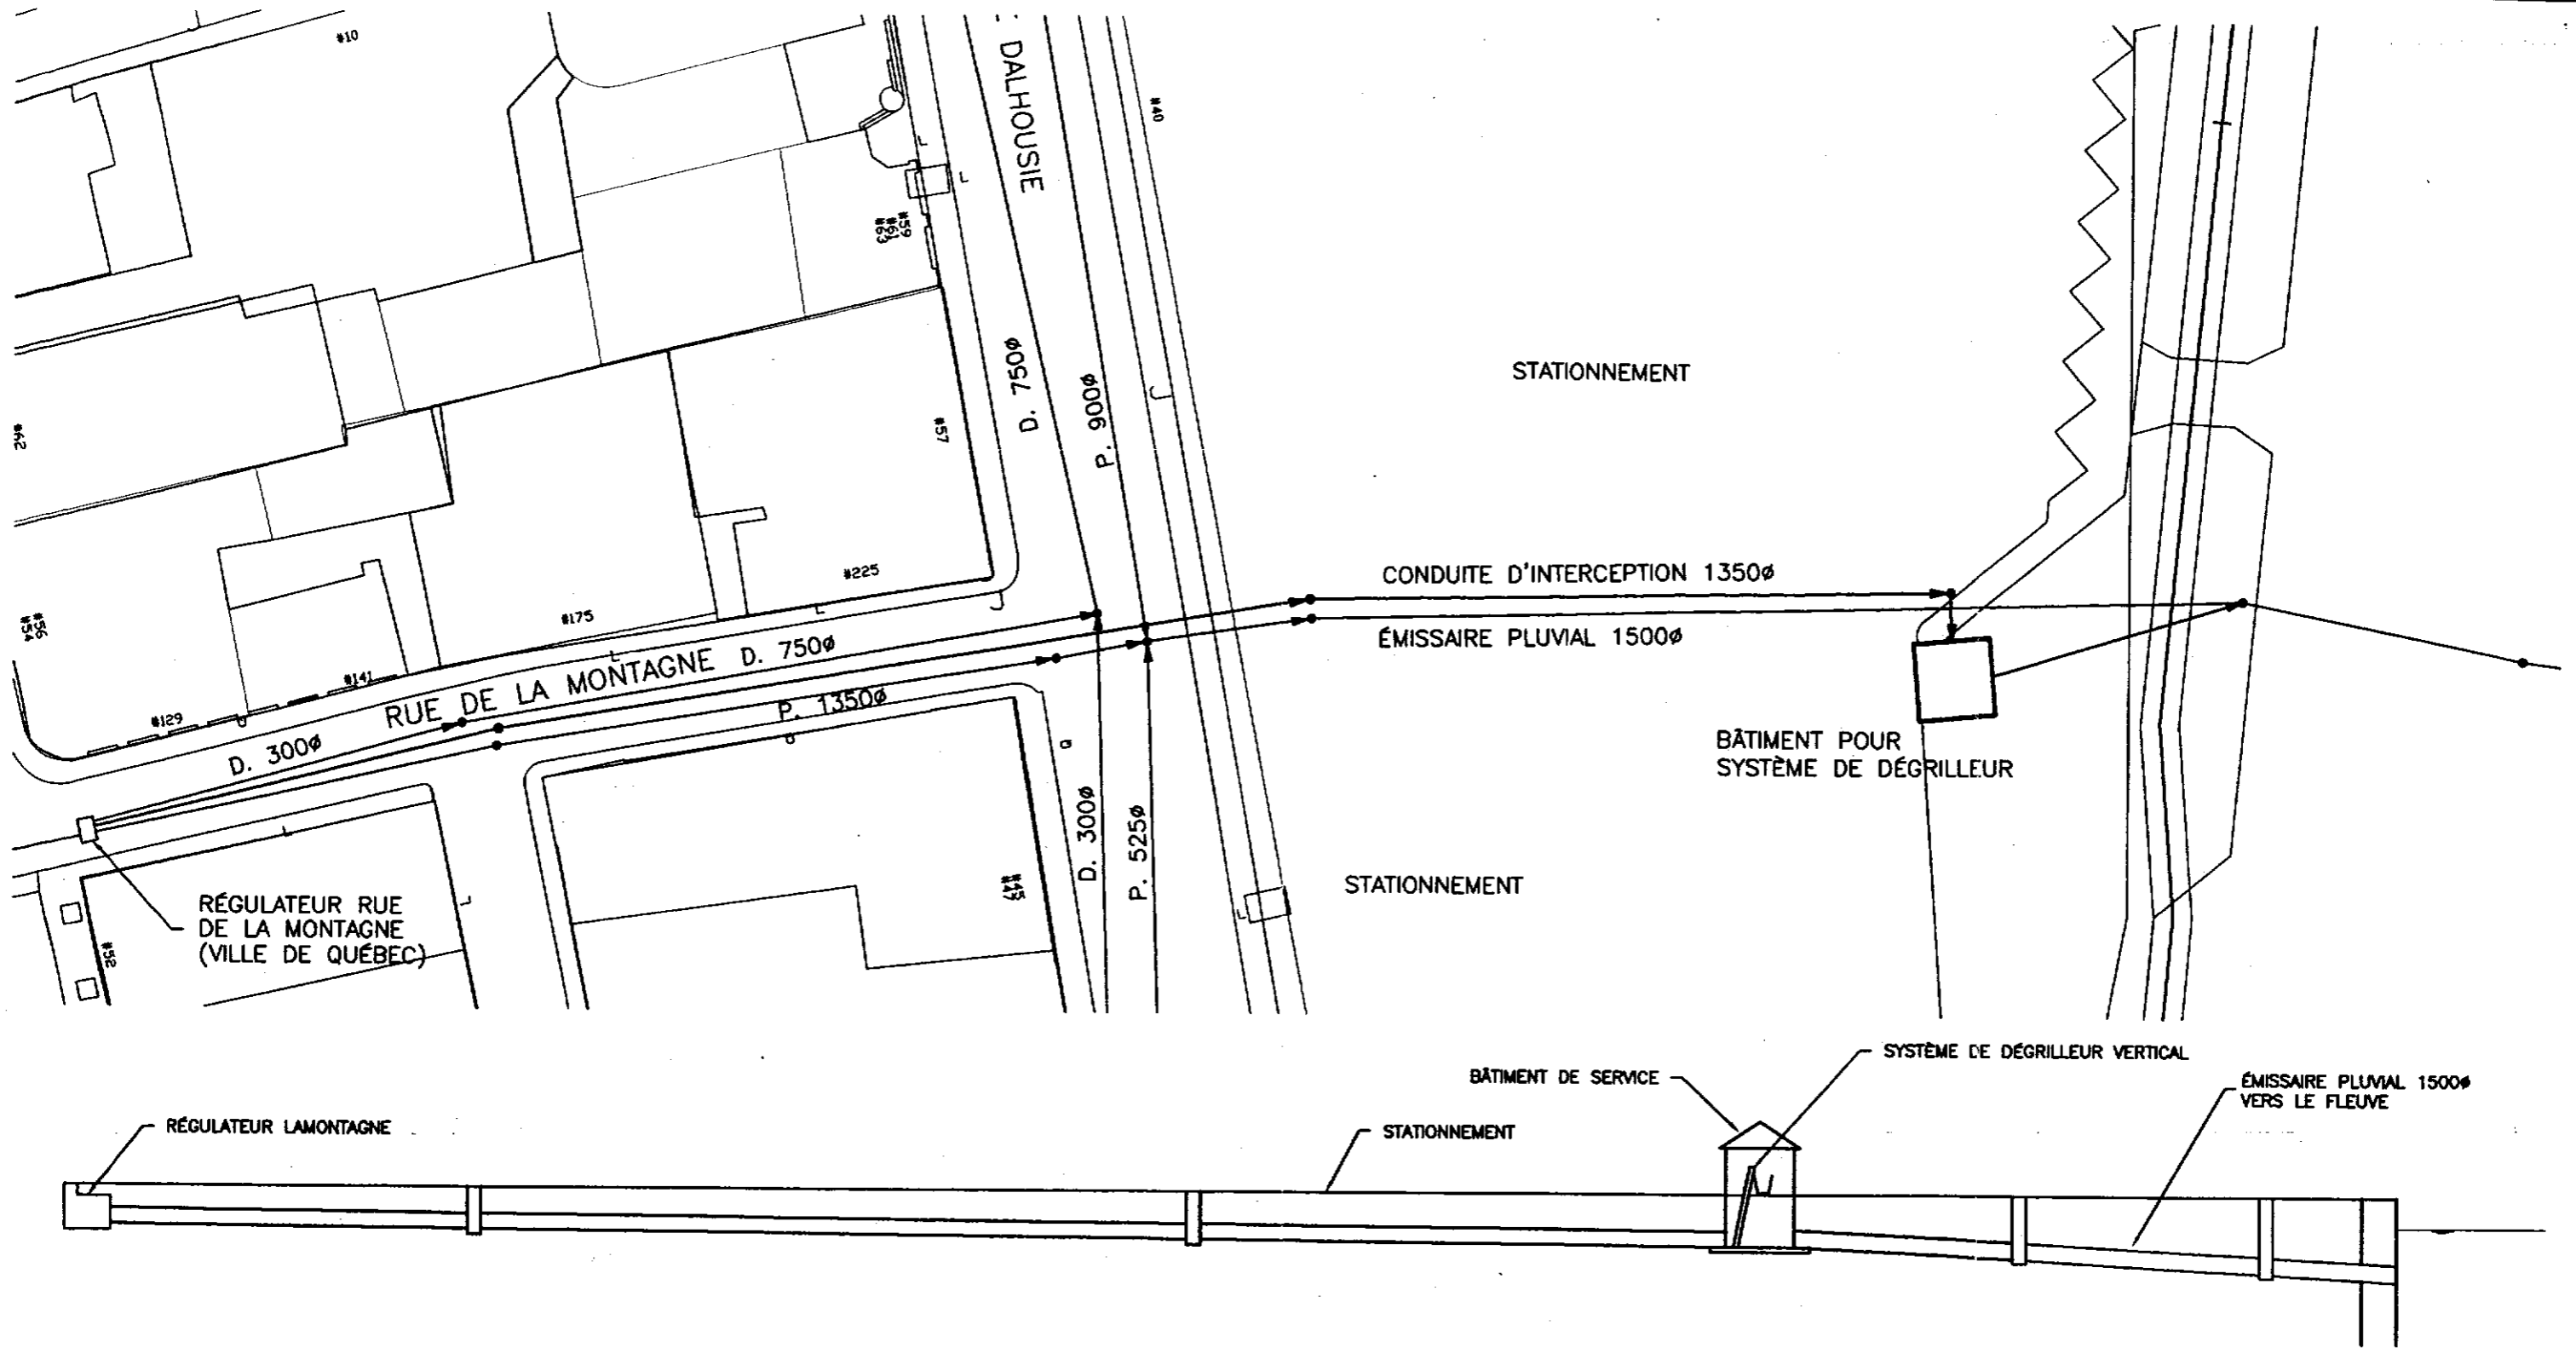 #10
: DALHOUSIE
#40
#59
#61
#63
D. 750ø
P. 900ø
STATIONNEMENT
#57
#62
#225
CONDUITE D'INTERCEPTION 1350ø
#175
#56
#54
ÉMISSAIRE PLUVIAL 1500ø
#141
RUE DE LA MONTAGNE D. 750ø
#129
P. 1350ø
D. 300ø
BÂTIMENT POUR
SYSTÈME DE DÉGRILLEUR
D. 300ø
P. 525ø
#45
#47
STATIONNEMENT
RÉGULATEUR RUE
DE LA MONTAGNE
(VILLE DE QUÉBEC)
#52
SYSTÈME DE DÉGRILLEUR VERTICAL
BÂTIMENT DE SERVICE
ÉMISSAIRE PLUVIAL 1500ø
VERS LE FLEUVE
RÉGULATEUR LAMONTAGNE
STATIONNEMENT